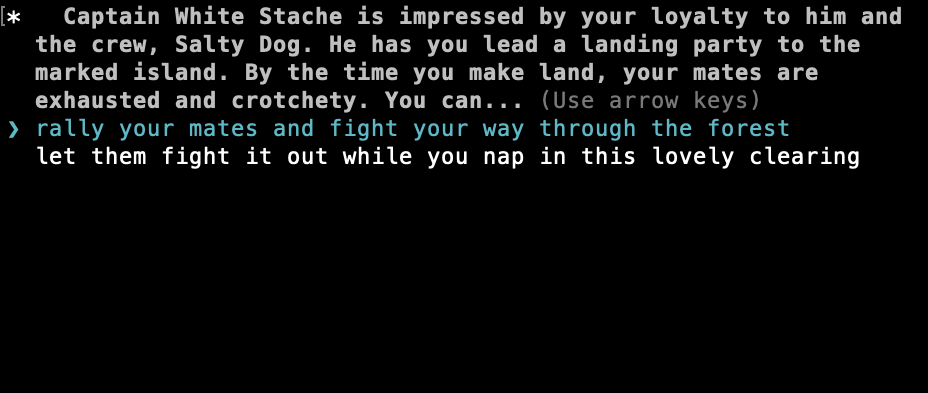 [*   Captain White Stache is impressed by your loyalty to him and
the crew, Salty Dog. He has you lead a landing party to the
marked island. By the time you make land, your mates are
exhausted and crotchety. You can... (Use arrow keys)
❯ rally your mates and fight your way through the forest
let them fight it out while you nap in this lovely clearing